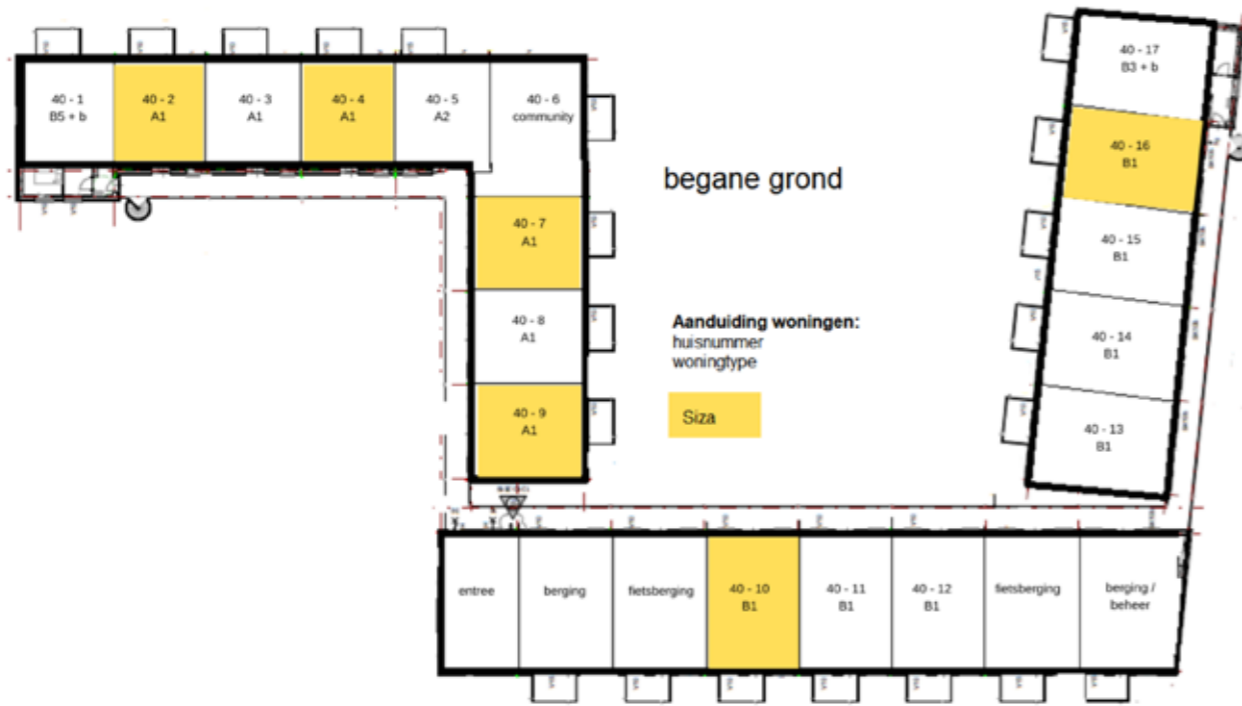 40 - 1
B5 + b
40 - 2
A1
40 - 3
A1
40 - 4
A1
40 - 5
A2
40 - 6
community
40 - 7
A1
40 - 8
A1
40 - 9
A1
begane grond
Aanduiding woningen:
huisnummer
woningtype
Siza
40 - 17
B3 + b
40 - 16
B1
40 - 15
B1
40 - 14
B1
40 - 13
B1
entree
berging
fietsberging
40 - 10
B1
40 - 11
B1
40 - 12
B1
fietsberging
berging /
beheer